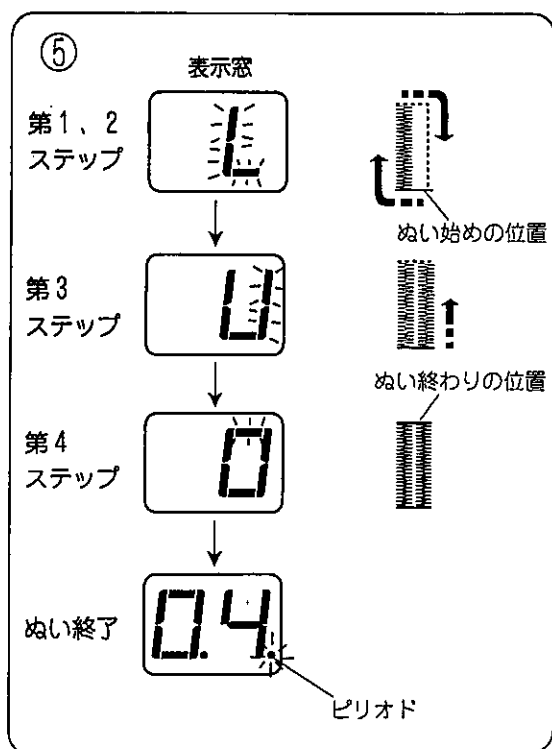 ⑤
表示窓
第1、2
ステップ
L
ぬい始めの位置
第3
ステップ
U
ぬい終わりの位置
第4
ステップ
0
ぬい終了
0.4.
ピリオド